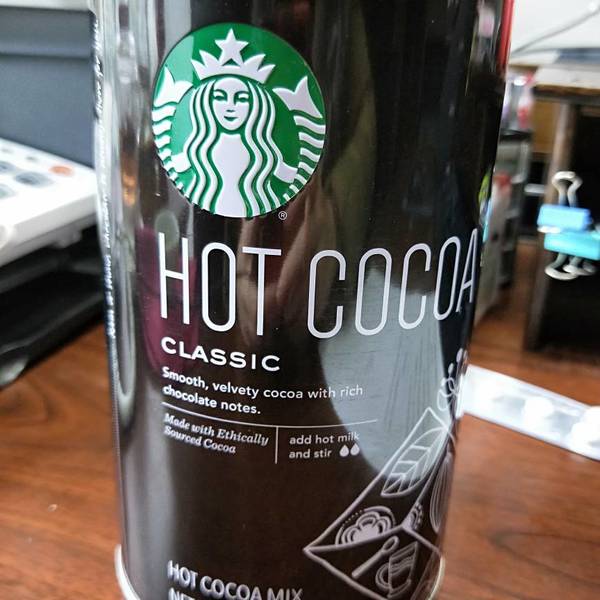 ®
HOT COCOA
CLASSIC
Smooth, velvety cocoa with rich
chocolate notes.
Made with Ethically
Sourced Cocoa
add hot milk
and stir
HOT COCOA MIX
NET